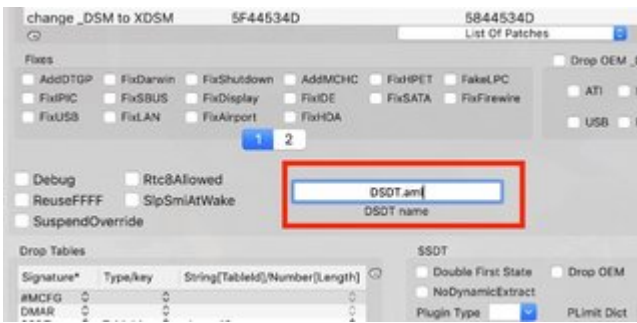 change _DSM to XDSM 5F44534D 5844534D
List Of Patches
Fixes
Drop OEM
AddDTGP FixDarwin FixShutdown AddMCHC FixHPET FakeLPC
ATI
FixIPIC FixSBUS FixDisplay FixIDE FixSATA FixFirewire
FixUSB FixLAN FixAirport FixHDA
USB
1 2
Debug Rtc8Allowed
DSDT.aml
ReuseFFFF SlpSmiAtWake
DSDT name
SuspendOverride
Drop Tables
SSDT
Signature* Type/key String[TableId]/Number[Length]
Double First State Drop OEM
NoDynamicExtract
#MCFG
DMAR
Plugin Type PLimit Dict